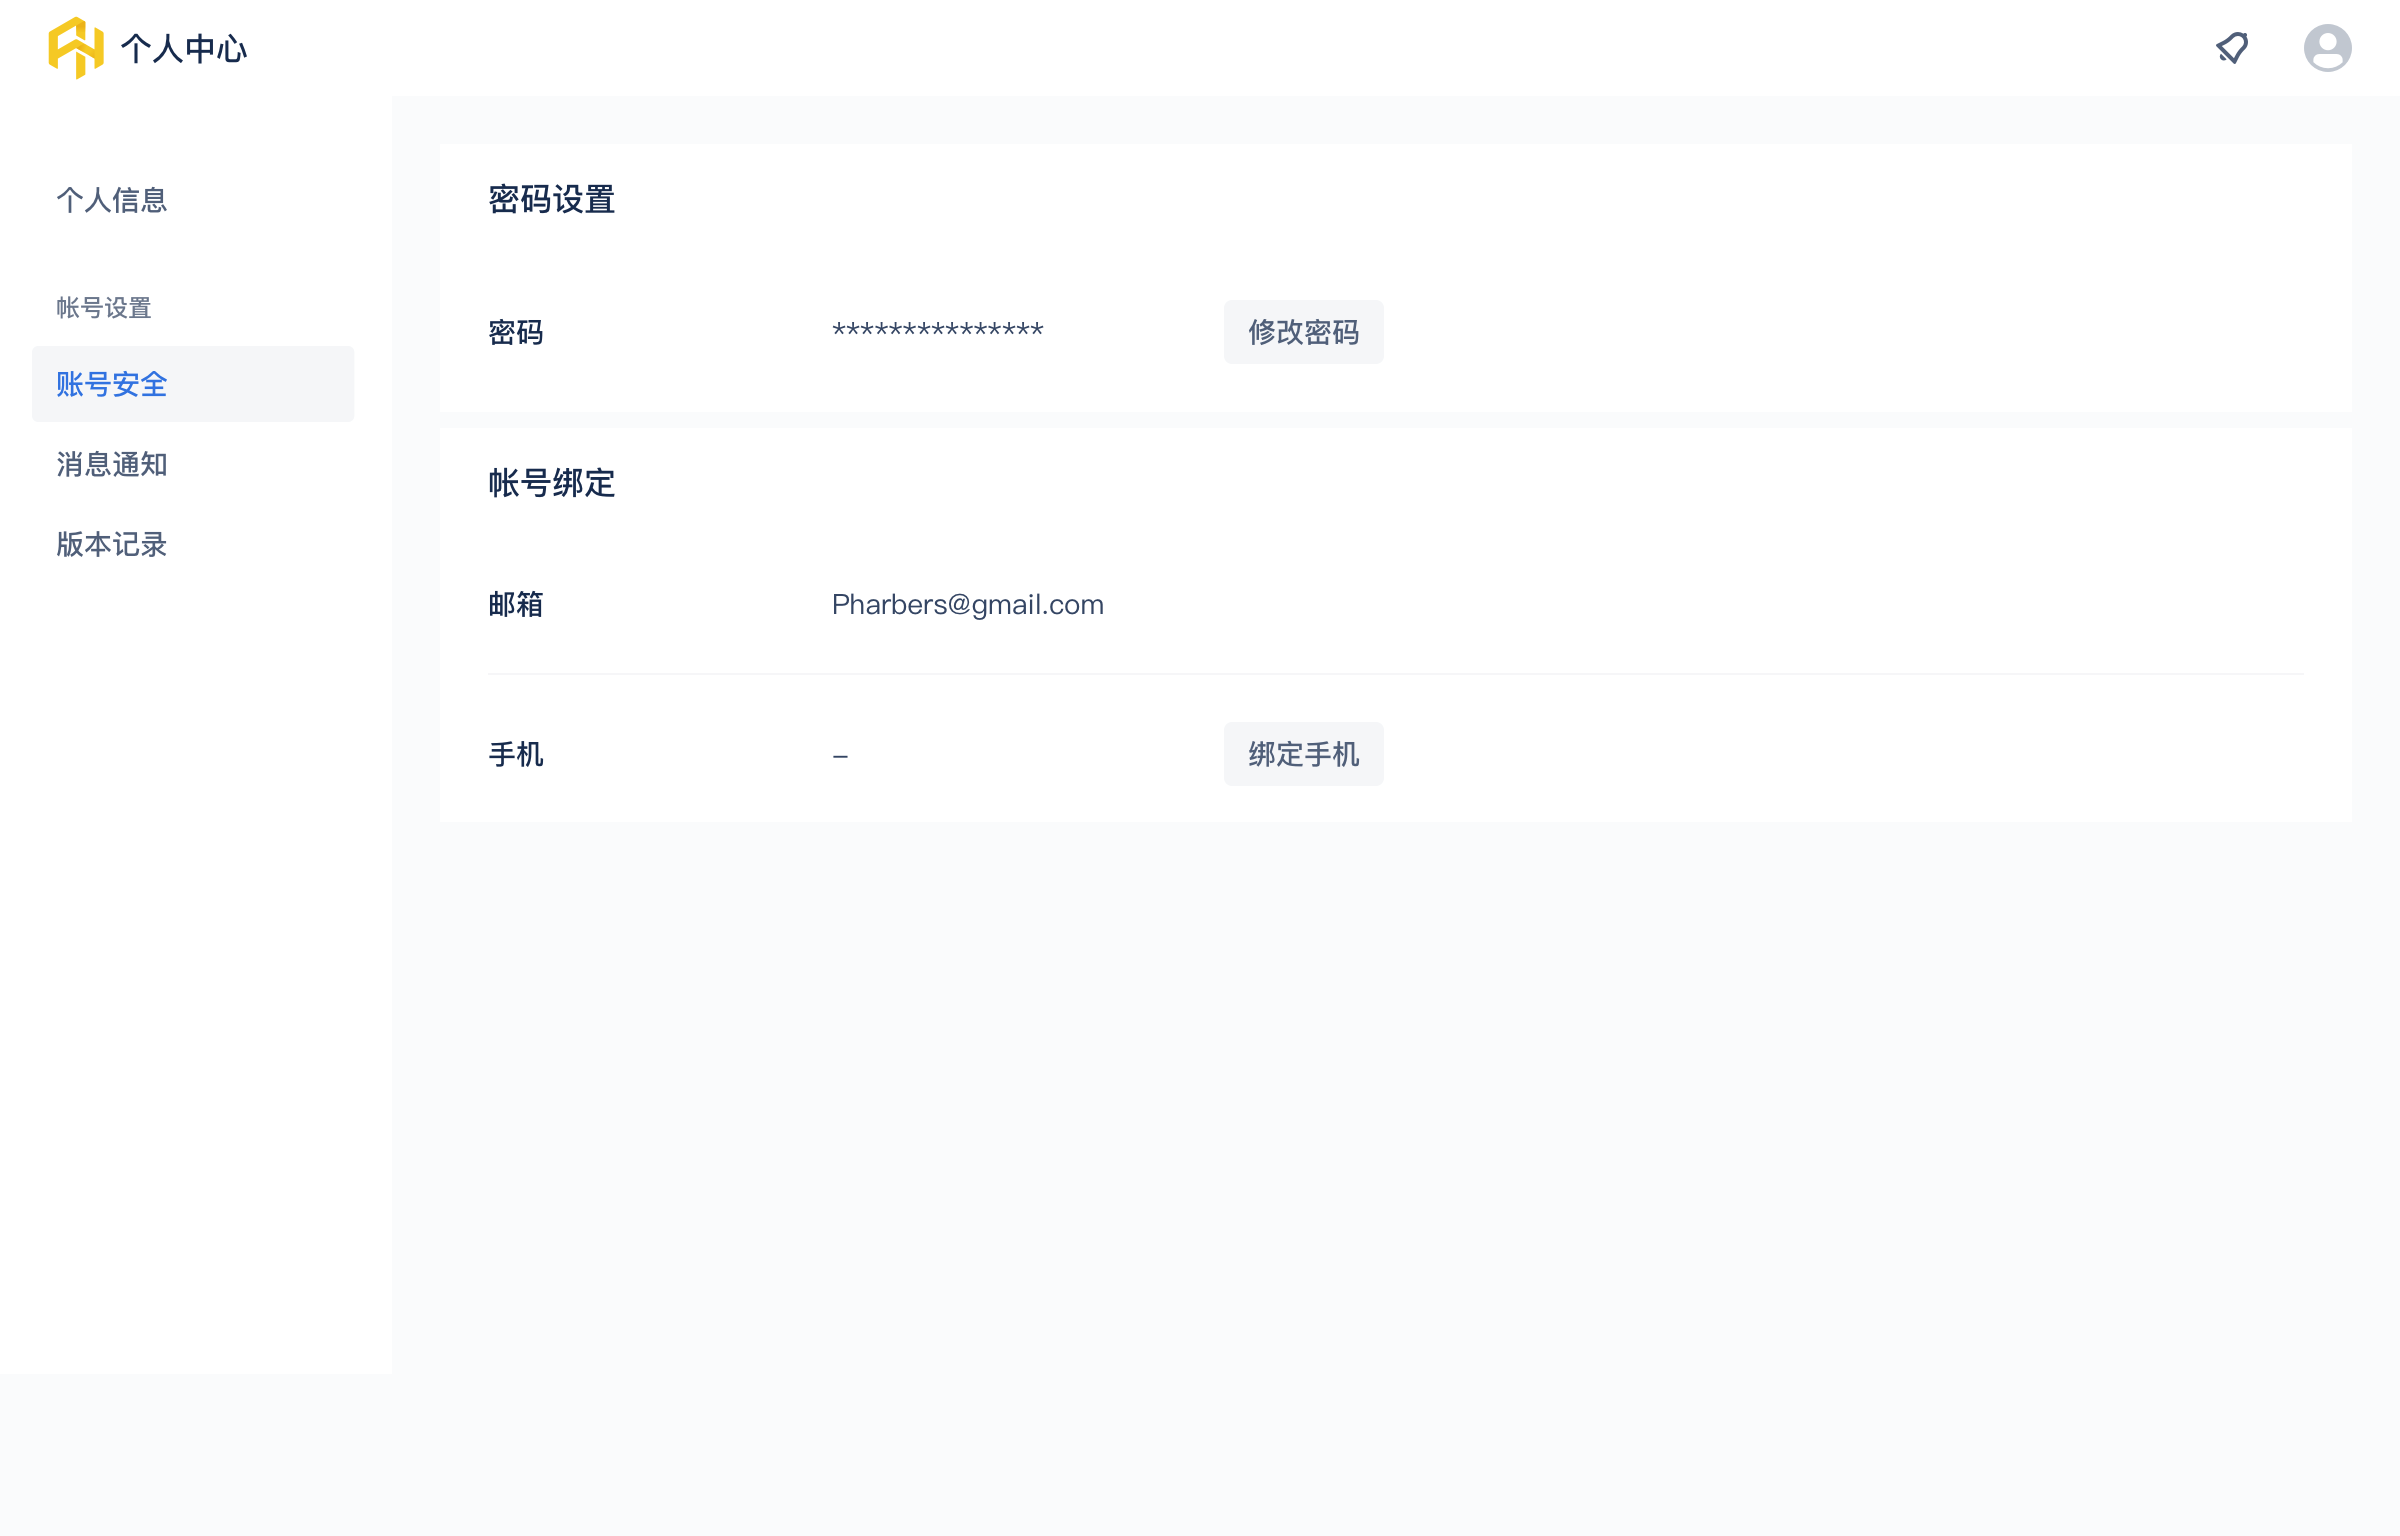 个人中心
个人信息
帐号设置
账号安全
消息通知
版本记录
密码设置
密码 *************** 修改密码
帐号绑定
邮箱 Pharbers@gmail.com
手机 – 绑定手机